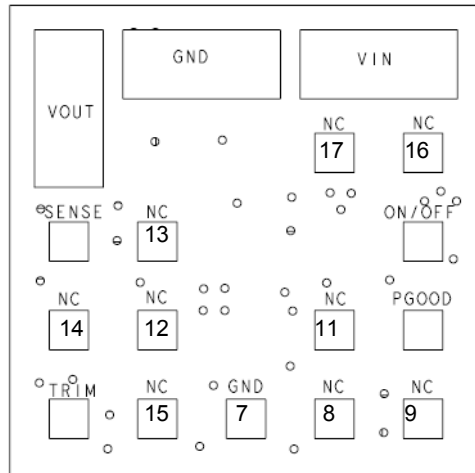 GND
VIN
VOUT
NC NC
17 16
SENSE NC ON/OFF
13
NC NC NC PGOOD
14 12 11
TRIM NC GND NC NC
15 7 8 9